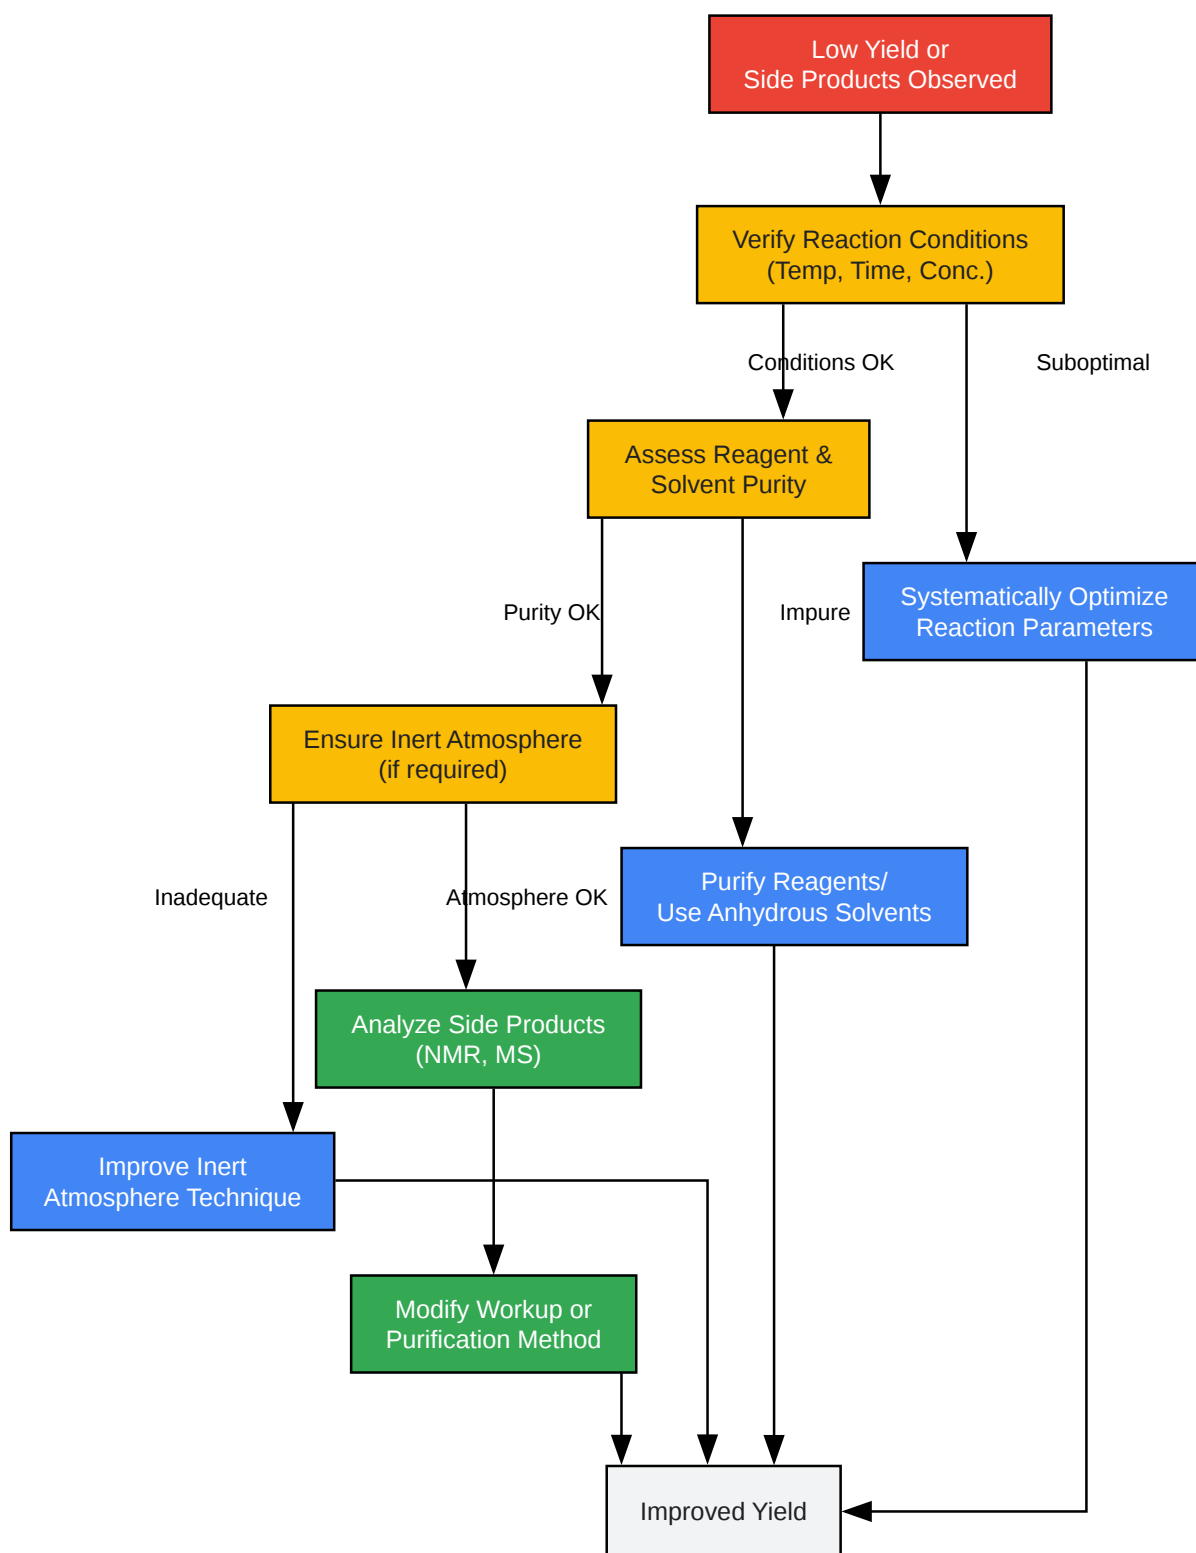 Low Yield or
Side Products Observed
Verify Reaction Conditions
(Temp, Time, Conc.)
Conditions OK
Suboptimal
Assess Reagent &
Solvent Purity
Systematically Optimize
Reaction Parameters
Purity OK
Impure
Ensure Inert Atmosphere
(if required)
Purify Reagents/
Use Anhydrous Solvents
Inadequate
Atmosphere OK
Analyze Side Products
(NMR, MS)
Improve Inert
Atmosphere Technique
Modify Workup or
Purification Method
Improved Yield